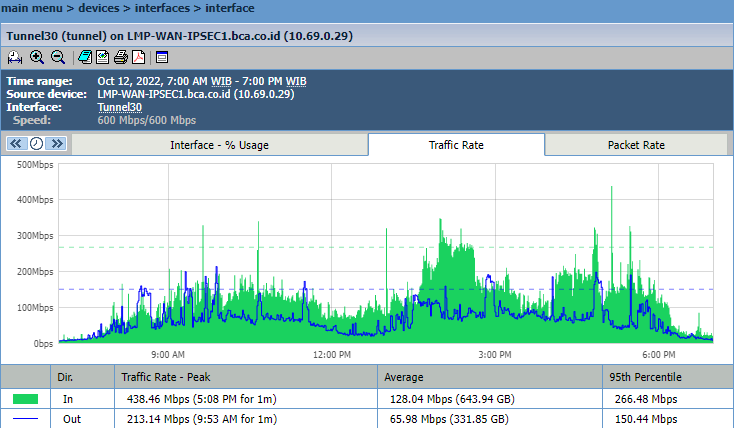 main menu > devices > interfaces > interface
Tunnel30 (tunnel) on LMP-WAN-IPSEC1.bca.co.id (10.69.0.29)
Time range: Oct 12, 2022, 7:00 AM WIB - 7:00 PM WIB
Source device: LMP-WAN-IPSEC1.bca.co.id (10.69.0.29)
Interface: Tunnel30
Speed: 600 Mbps/600 Mbps
Interface - % Usage Traffic Rate Packet Rate
500Mbps
400Mbps
300Mbps
200Mbps
100Mbps
0bps
9:00 AM 12:00 PM 3:00 PM 6:00 PM
Dir. Traffic Rate - Peak Average 95th Percentile
In 438.46 Mbps (5:08 PM for 1m) 128.04 Mbps (643.94 GB) 266.48 Mbps
Out 213.14 Mbps (9:53 AM for 1m) 65.98 Mbps (331.85 GB) 150.44 Mbps